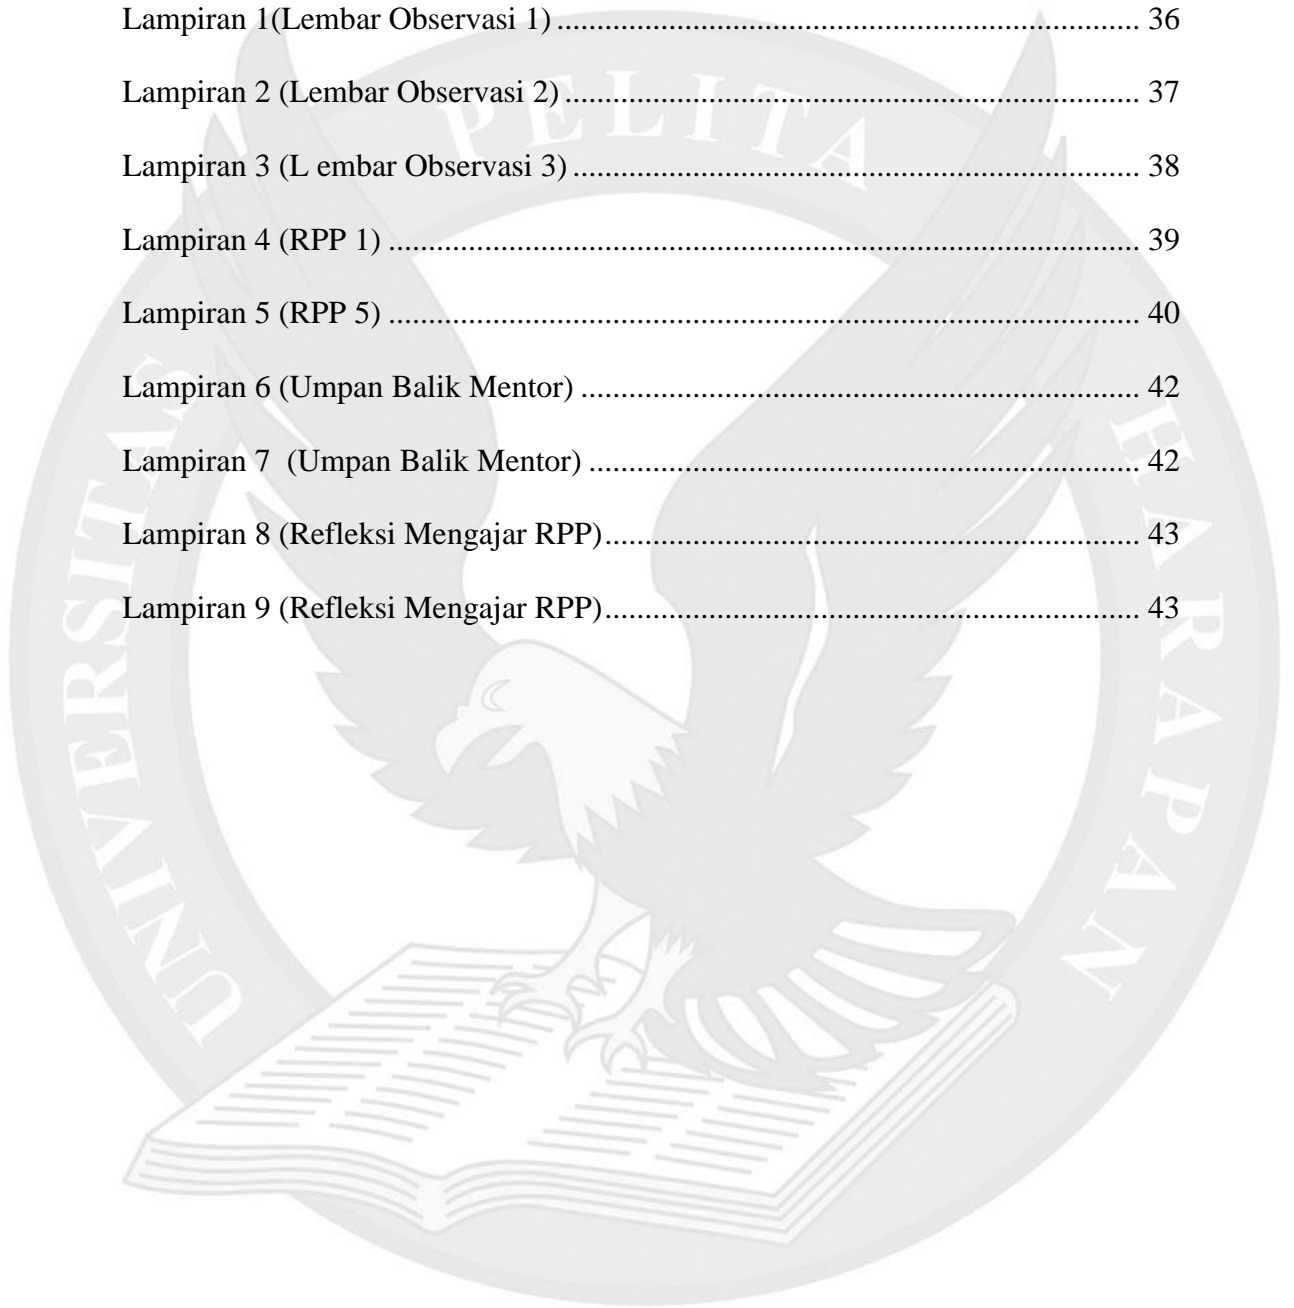 Lampiran 1(Lembar Observasi 1) ........................................................................ 36
Lampiran 2 (Lembar Observasi 2) ....................................................................... 37
Lampiran 3 (L embar Observasi 3) ...................................................................... 38
Lampiran 4 (RPP 1) ............................................................................................. 39
Lampiran 5 (RPP 5) ............................................................................................. 40
Lampiran 6 (Umpan Balik Mentor) ..................................................................... 42
Lampiran 7  (Umpan Balik Mentor) .................................................................... 42
Lampiran 8 (Refleksi Mengajar RPP) .................................................................. 43
Lampiran 9 (Refleksi Mengajar RPP) .................................................................. 43
UNIVERSITAS PELITA HARAPAN